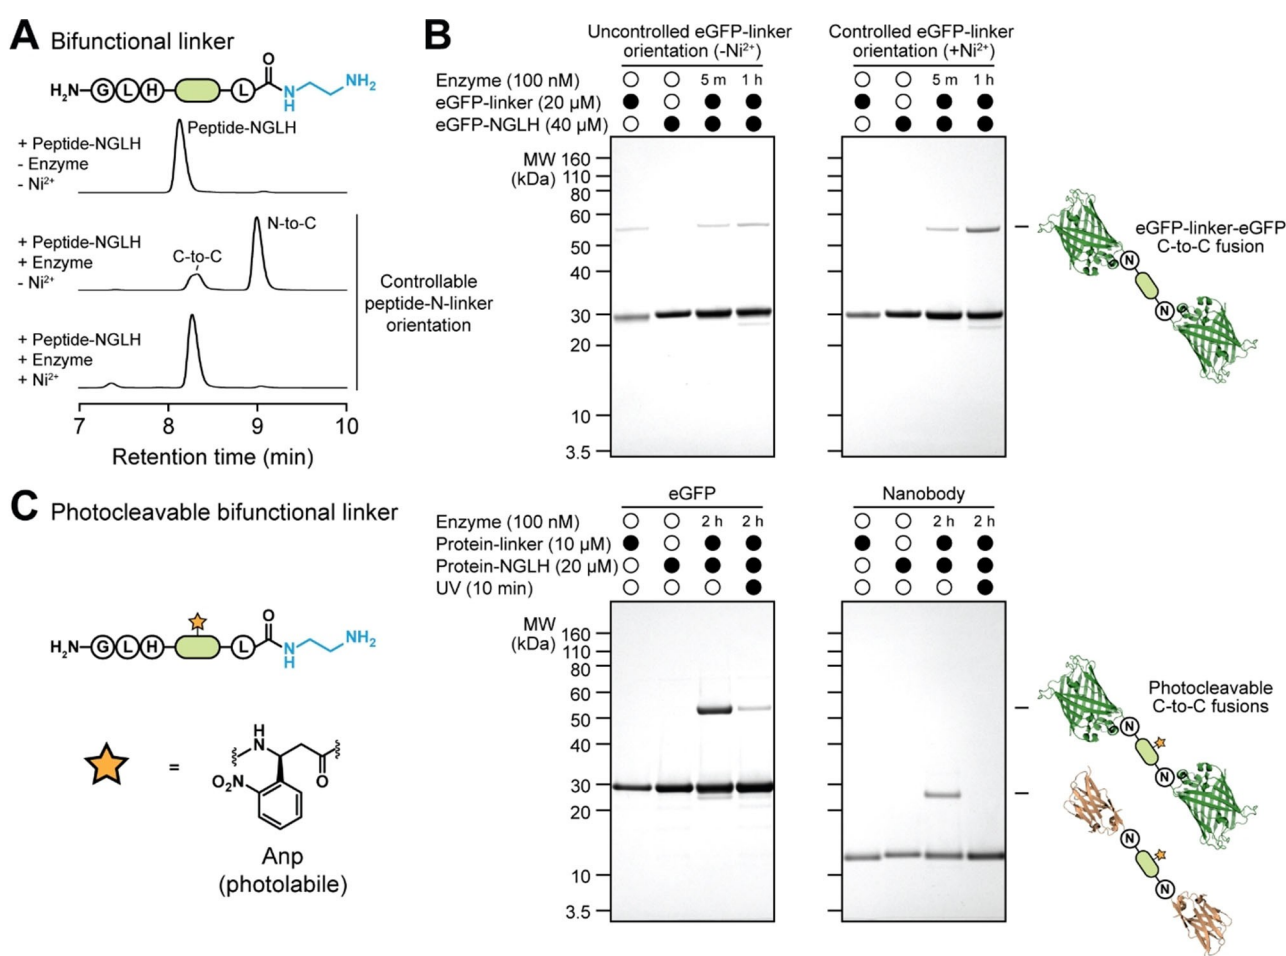 A Bifunctional linker
H₂N G L H L O N H NH₂
+ Peptide-NGLH
- Enzyme
- Ni²⁺
Peptide-NGLH
+ Peptide-NGLH
+ Enzyme
- Ni²⁺
C-to-C
N-to-C
+ Peptide-NGLH
+ Enzyme
+ Ni²⁺
Controllable
peptide-N-linker
orientation
7 8 9 10
Retention time (min)
B
Uncontrolled eGFP-linker
orientation (-Ni²⁺)
Controlled eGFP-linker
orientation (+Ni²⁺)
Enzyme (100 nM) 5 m 1 h 5 m 1 h
eGFP-linker (20 µM)
eGFP-NGLH (40 µM)
MW
(kDa)
160
110
80
60
50
40
30
20
10
3.5
eGFP-linker-eGFP
C-to-C fusion
N
N
C Photocleavable bifunctional linker
H₂N G L H L O N H NH₂
=
H
N
O
O₂N
Anp
(photolabile)
eGFP
Nanobody
Enzyme (100 nM) 2 h 2 h 2 h 2 h
Protein-linker (10 µM)
Protein-NGLH (20 µM)
UV (10 min)
MW
(kDa)
160
110
80
60
50
40
30
20
10
3.5
Photocleavable
C-to-C fusions
N
N
N
N